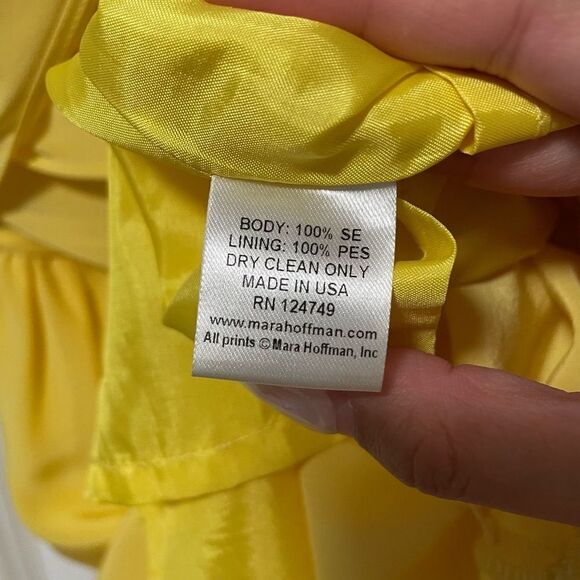 BODY: 100% SE
LINING: 100% PES
DRY CLEAN ONLY
MADE IN USA
RN 124749
www.marahoffman.com
All prints ©Mara Hoffman, Inc